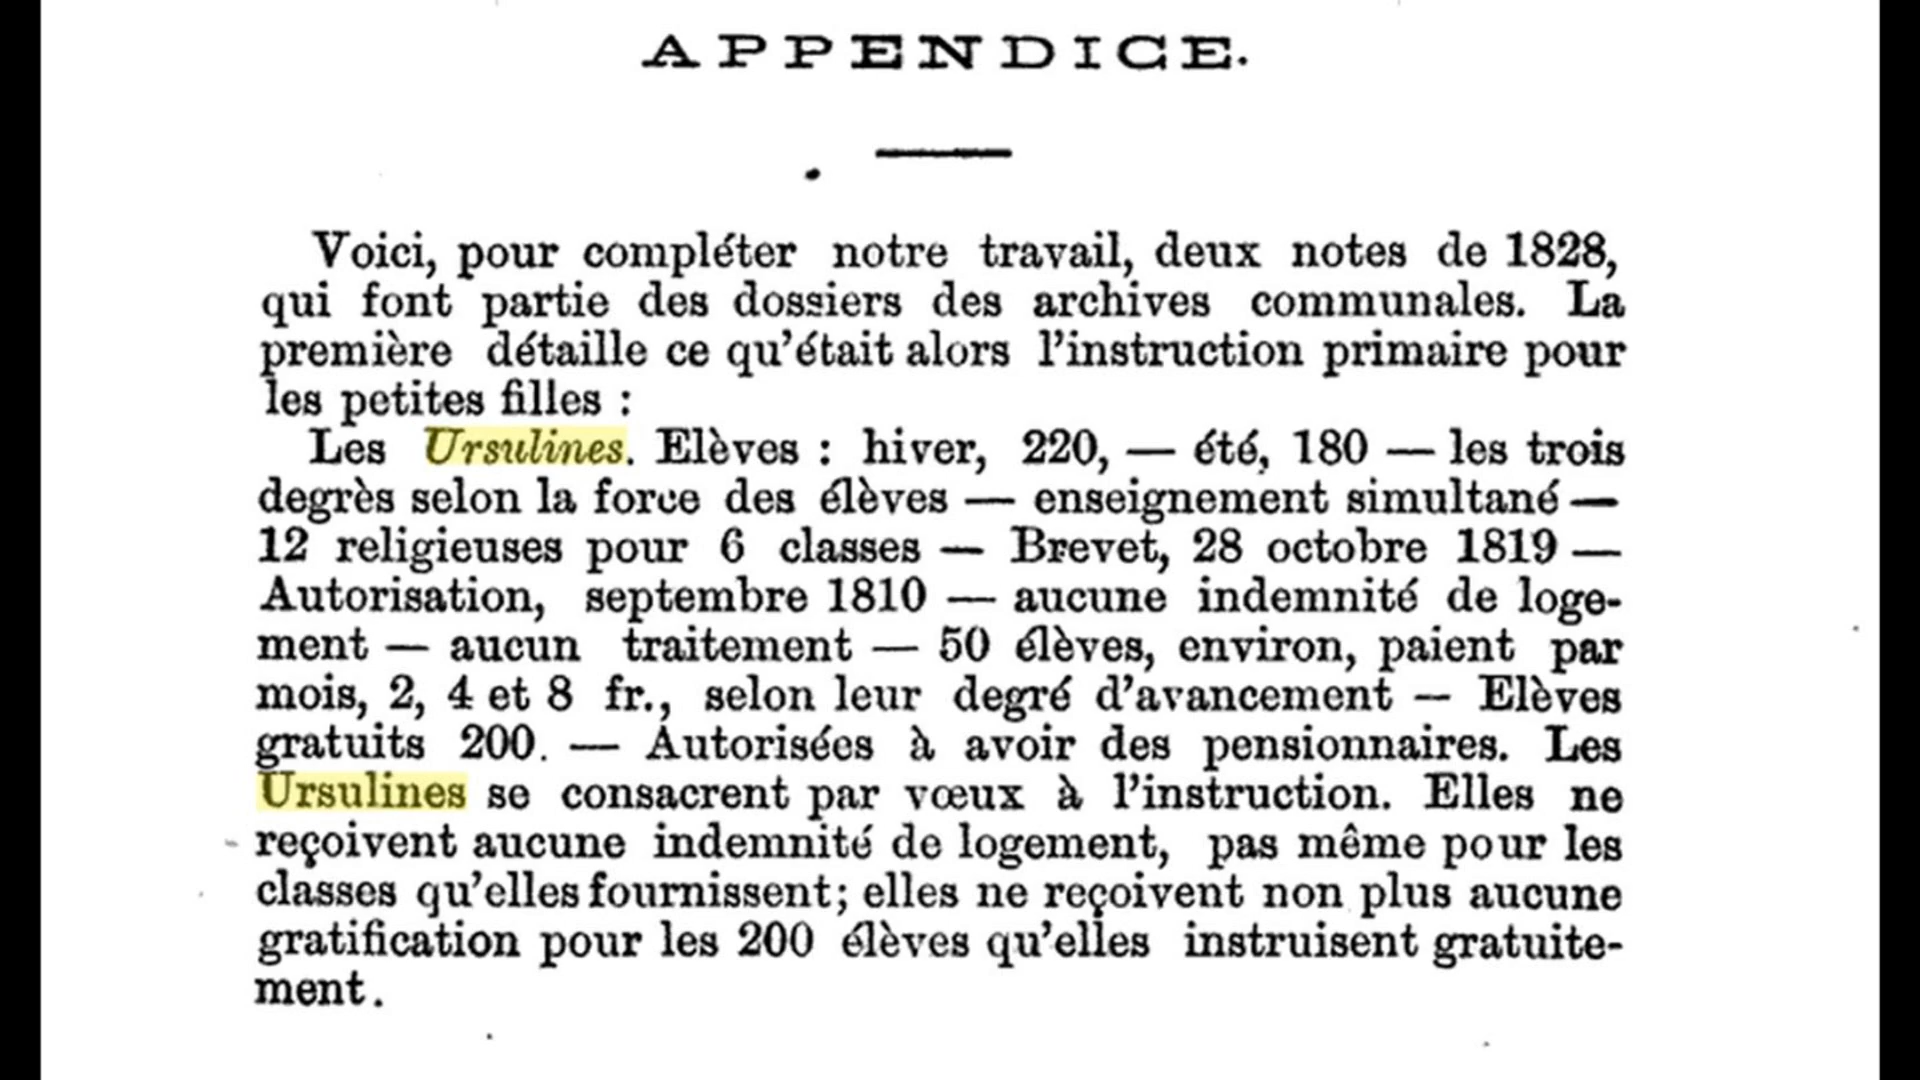 APPENDICE.
Voici, pour compléter notre travail, deux notes de 1828,
qui font partie des dossiers des archives communales. La
première détaille ce qu'était alors l'instruction primaire pour
les petites filles :
Les Ursulines. Elèves : hiver, 220, — été, 180 — les trois
degrès selon la force des élèves — enseignement simultané —
12 religieuses pour 6 classes — Brevet, 28 octobre 1819 —
Autorisation, septembre 1810 — aucune indemnité de loge-
ment — aucun traitement — 50 élèves, environ, paient par
mois, 2, 4 et 8 fr., selon leur degré d'avancement — Elèves
gratuits 200. — Autorisées à avoir des pensionnaires. Les
Ursulines se consacrent par vœux à l'instruction. Elles ne
reçoivent aucune indemnité de logement, pas même pour les
classes qu'elles fournissent; elles ne reçoivent non plus aucune
gratification pour les 200 élèves qu'elles instruisent gratuite-
ment.